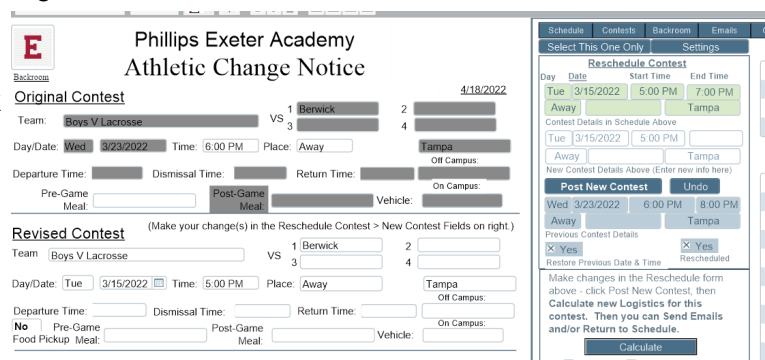 Phillips Exeter Academy
E
Athletic Change Notice
Backroom
4/18/2022
Original Contest
Team: Boys V Lacrosse VS 1 Berwick 2
3 4
Day/Date: Wed 3/23/2022 Time: 6:00 PM Place: Away Tampa
Off Campus:
Departure Time: Dismissal Time: Return Time:
On Campus:
Pre-Game Meal: Post-Game Meal: Vehicle:
(Make your change(s) in the Reschedule Contest > New Contest Fields on right.)
Revised Contest
Team Boys V Lacrosse VS 1 Berwick 2
3 4
Day/Date: Tue 3/15/2022 Time: 5:00 PM Place: Away Tampa
Off Campus:
Departure Time: Dismissal Time: Return Time:
On Campus:
No Food Pickup Pre-Game Meal: Post-Game Meal: Vehicle:
Schedule Contests Backroom Emails
Select This One Only Settings
Reschedule Contest
Day Date Start Time End Time
Tue 3/15/2022 5:00 PM 7:00 PM
Away Tampa
Contest Details in Schedule Above
Tue 3/15/2022 5:00 PM
Away Tampa
New Contest Details Above (Enter new info here)
Post New Contest Undo
Wed 3/23/2022 6:00 PM 8:00 PM
Away Tampa
Previous Contest Details
Yes Yes
Restore Previous Date & Time Rescheduled
Make changes in the Reschedule form
above - click Post New Contest, then
Calculate new Logistics for this
contest. Then you can Send Emails
and/or Return to Schedule.
Calculate